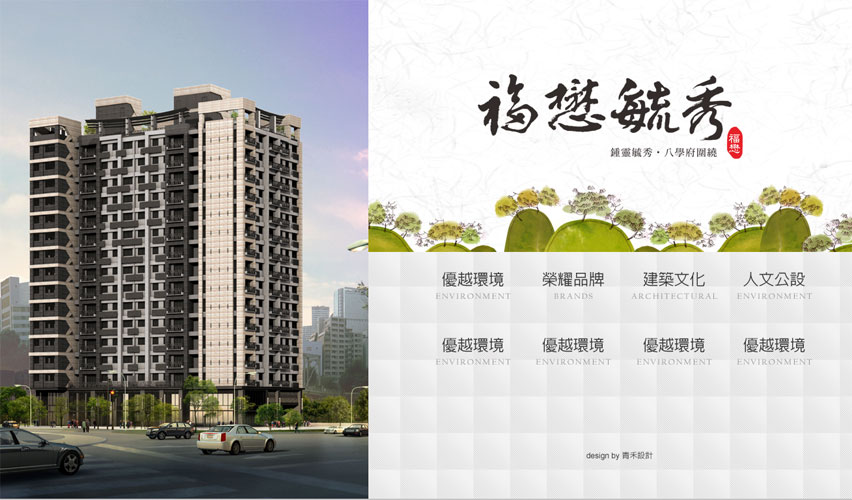 福懋毓秀
福懋
鍾靈毓秀・八學府圍繞
優越環境 榮耀品牌 建築文化 人文公設
ENVIRONMENT BRANDS ARCHITECTURAL ENVIRONMENT
優越環境 優越環境 優越環境 優越環境
ENVIRONMENT ENVIRONMENT ENVIRONMENT ENVIRONMENT
design by 青禾設計